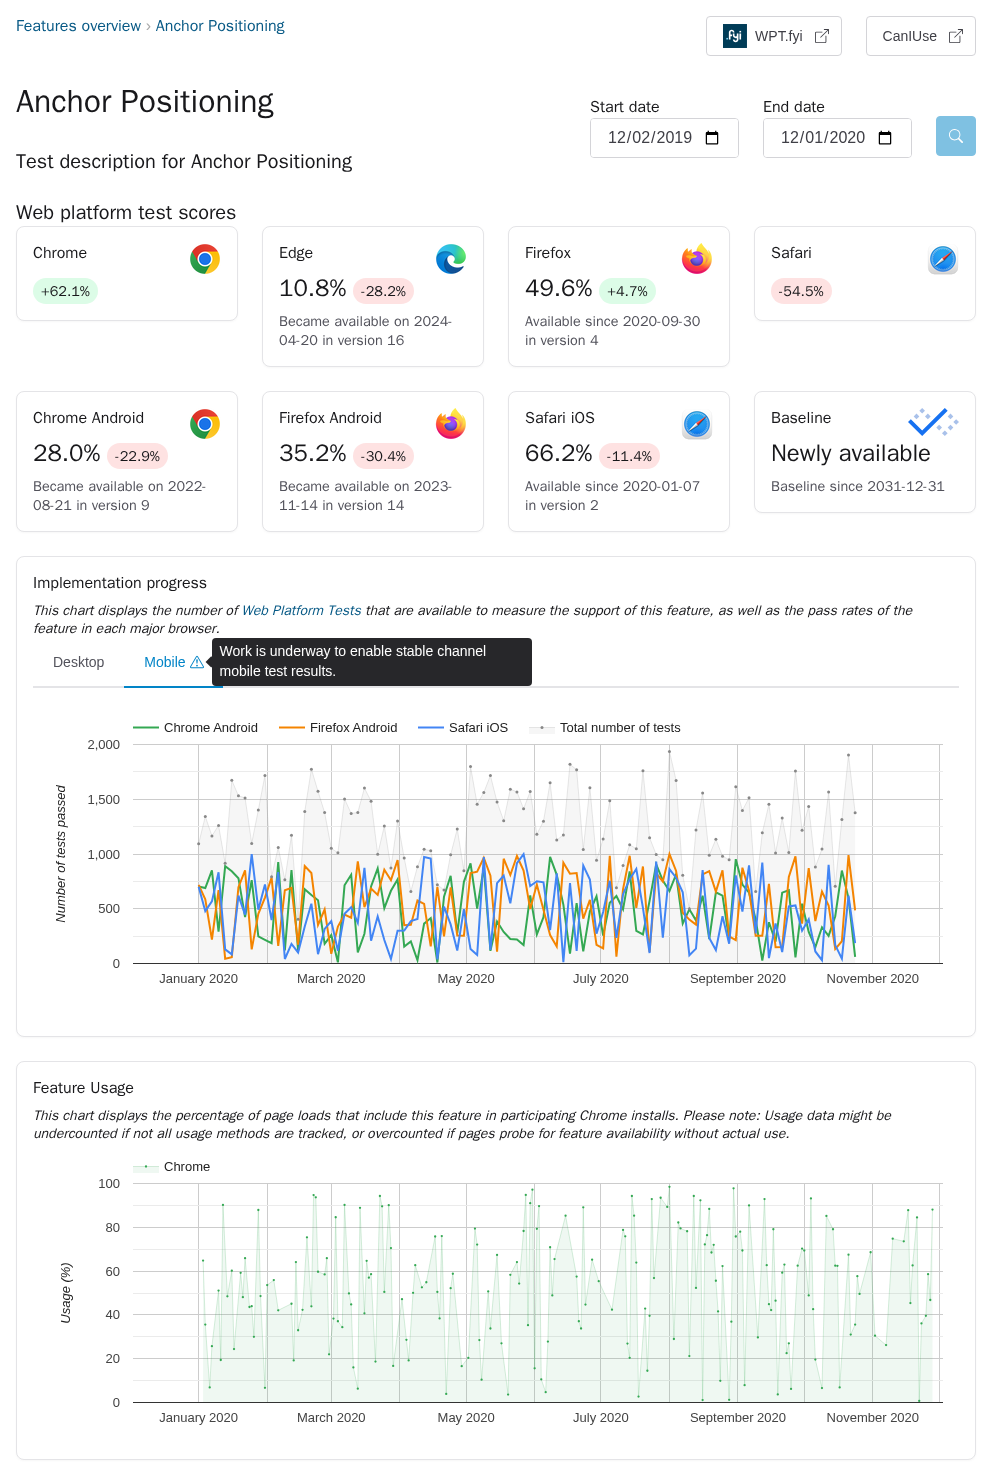 Features overview › Anchor Positioning
.fyi WPT.fyi
CanIUse
Anchor Positioning
Start date
End date
12/02/2019
12/01/2020
Test description for Anchor Positioning
Web platform test scores
Chrome
+62.1%
Edge
10.8% -28.2%
Became available on 2024-
04-20 in version 16
Firefox
49.6% +4.7%
Available since 2020-09-30
in version 4
Safari
-54.5%
Chrome Android
28.0% -22.9%
Became available on 2022-
08-21 in version 9
Firefox Android
35.2% -30.4%
Became available on 2023-
11-14 in version 14
Safari iOS
66.2% -11.4%
Available since 2020-01-07
in version 2
Baseline
Newly available
Baseline since 2031-12-31
Implementation progress
This chart displays the number of Web Platform Tests that are available to measure the support of this feature, as well as the pass rates of the
feature in each major browser.
Desktop
Mobile
Work is underway to enable stable channel
mobile test results.
Chrome Android
Firefox Android
Safari iOS
Total number of tests
Number of tests passed
2,000
1,500
1,000
500
0
January 2020
March 2020
May 2020
July 2020
September 2020
November 2020
Feature Usage
This chart displays the percentage of page loads that include this feature in participating Chrome installs. Please note: Usage data might be
undercounted if not all usage methods are tracked, or overcounted if pages probe for feature availability without actual use.
Chrome
Usage (%)
100
80
60
40
20
0
January 2020
March 2020
May 2020
July 2020
September 2020
November 2020